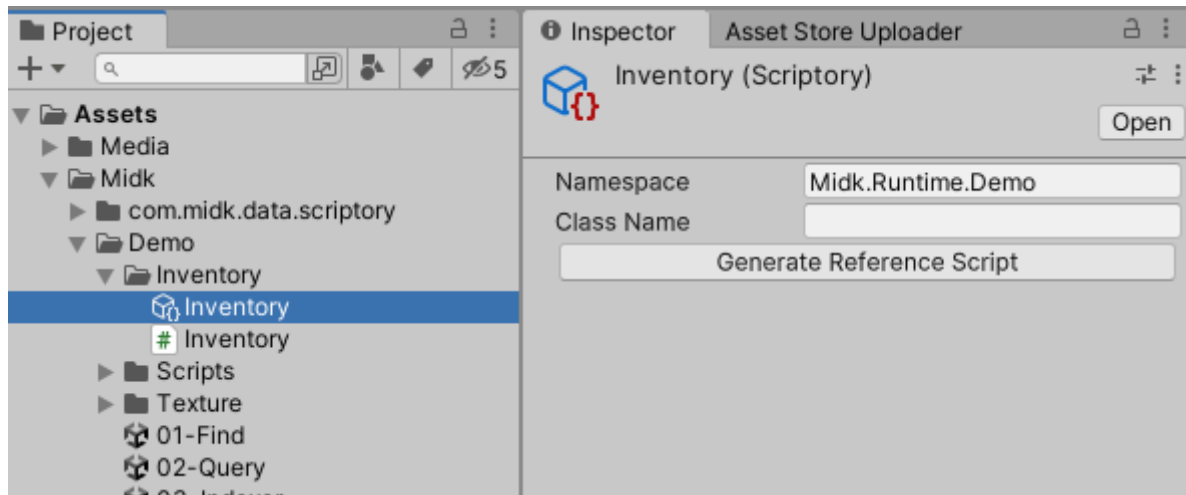 Project
5
Assets
Media
Midk
com.midk.data.scriptory
Demo
Inventory
Inventory
# Inventory
Scripts
Texture
01-Find
02-Query
Inspector
Asset Store Uploader
Inventory (Scriptory)
Open
Namespace
Midk.Runtime.Demo
Class Name
Generate Reference Script